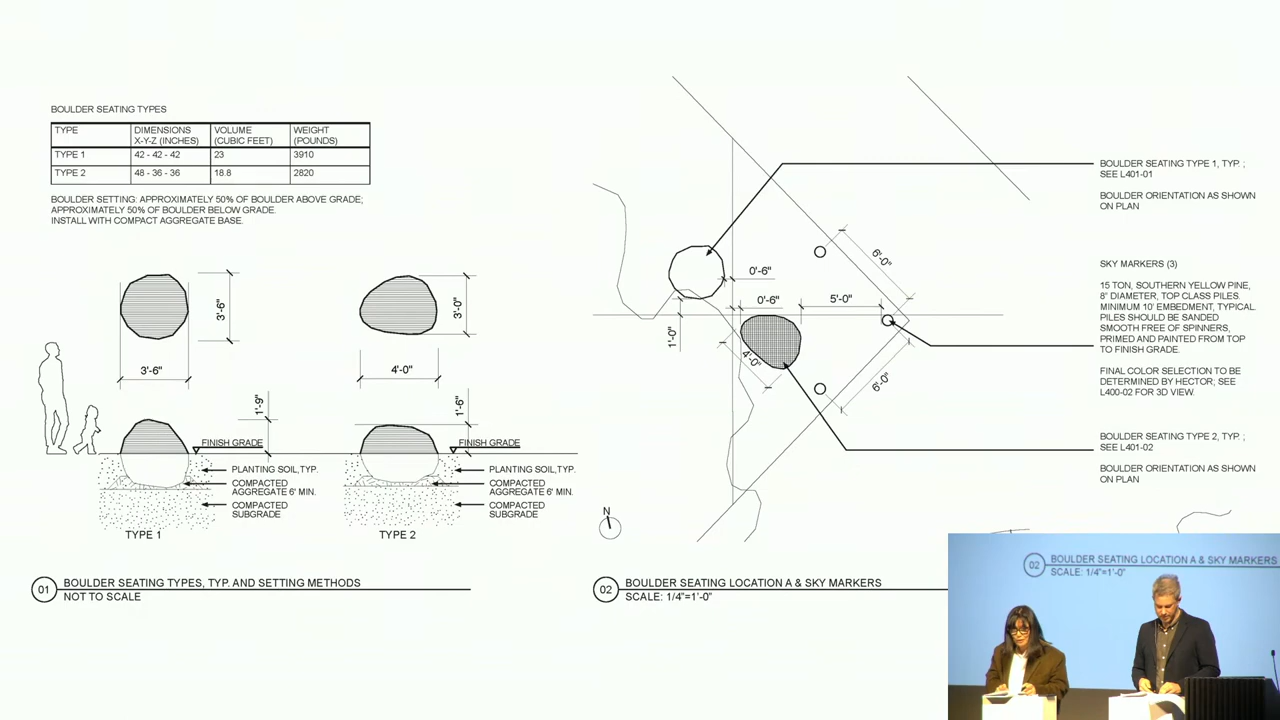 BOULDER SEATING TYPES
TYPE DIMENSIONS X-Y-Z (INCHES) VOLUME (CUBIC FEET) WEIGHT (POUNDS)
TYPE 1 42 - 42 - 42 23 3910
TYPE 2 48 - 36 - 36 18.8 2820
BOULDER SETTING: APPROXIMATELY 50% OF BOULDER ABOVE GRADE;
APPROXIMATELY 50% OF BOULDER BELOW GRADE.
INSTALL WITH COMPACT AGGREGATE BASE.
3'-6"
3'-6"
3'-0"
4'-0"
1'-9"
1'-6"
FINISH GRADE
FINISH GRADE
PLANTING SOIL,TYP.
COMPACTED
AGGREGATE 6' MIN.
COMPACTED
SUBGRADE
PLANTING SOIL,TYP.
COMPACTED
AGGREGATE 6' MIN.
COMPACTED
SUBGRADE
TYPE 1
TYPE 2
01
BOULDER SEATING TYPES, TYP. AND SETTING METHODS
NOT TO SCALE
BOULDER SEATING TYPE 1, TYP. ;
SEE L401-01
BOULDER ORIENTATION AS SHOWN
ON PLAN
6'-0"
0'-6"
0'-6"
5'-0"
1'-0"
4'-0"
6'-0"
SKY MARKERS (3)
15 TON, SOUTHERN YELLOW PINE,
8" DIAMETER, TOP CLASS PILES.
MINIMUM 10' EMBEDMENT, TYPICAL.
PILES SHOULD BE SANDED
SMOOTH FREE OF SPINNERS,
PRIMED AND PAINTED FROM TOP
TO FINISH GRADE.
FINAL COLOR SELECTION TO BE
DETERMINED BY HECTOR; SEE
L400-02 FOR 3D VIEW.
BOULDER SEATING TYPE 2, TYP. ;
SEE L401-02
BOULDER ORIENTATION AS SHOWN
ON PLAN
N
02
BOULDER SEATING LOCATION A & SKY MARKERS
SCALE: 1/4"=1'-0"
02
BOULDER SEATING LOCATION A & SKY MARKERS
SCALE: 1/4"=1'-0"